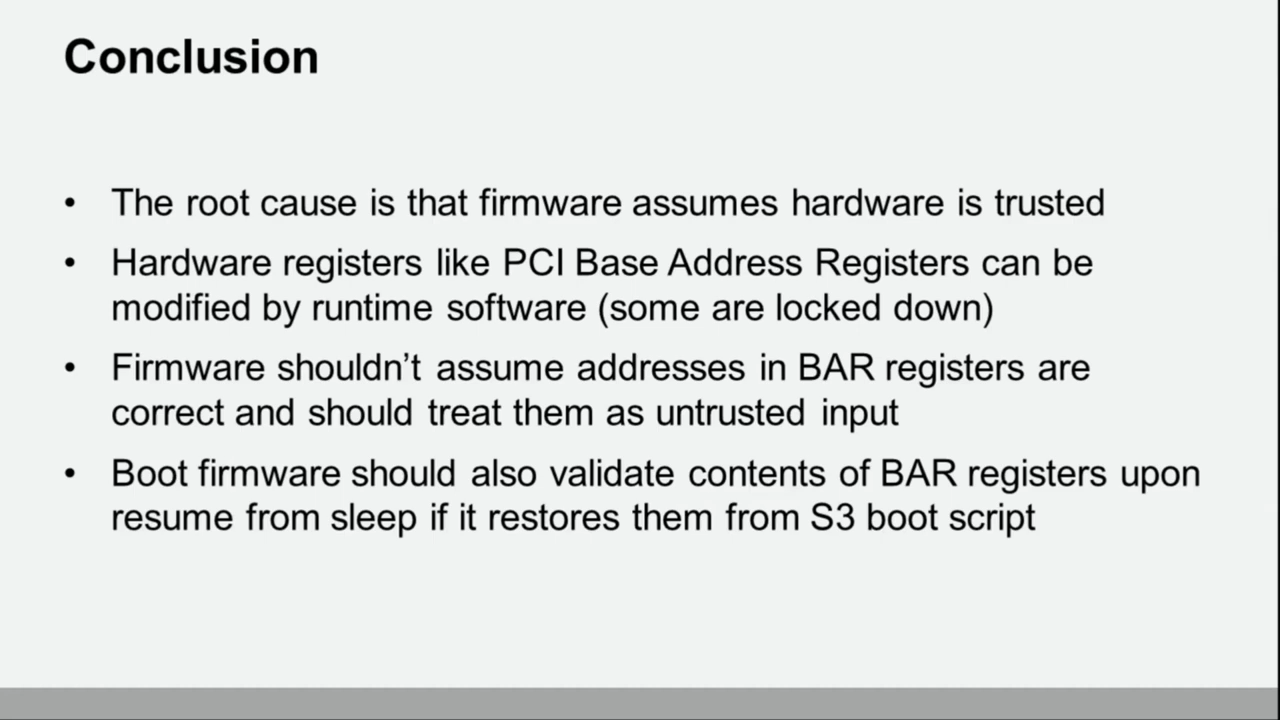 Conclusion
• The root cause is that firmware assumes hardware is trusted
• Hardware registers like PCI Base Address Registers can be
modified by runtime software (some are locked down)
• Firmware shouldn’t assume addresses in BAR registers are
correct and should treat them as untrusted input
• Boot firmware should also validate contents of BAR registers upon
resume from sleep if it restores them from S3 boot script